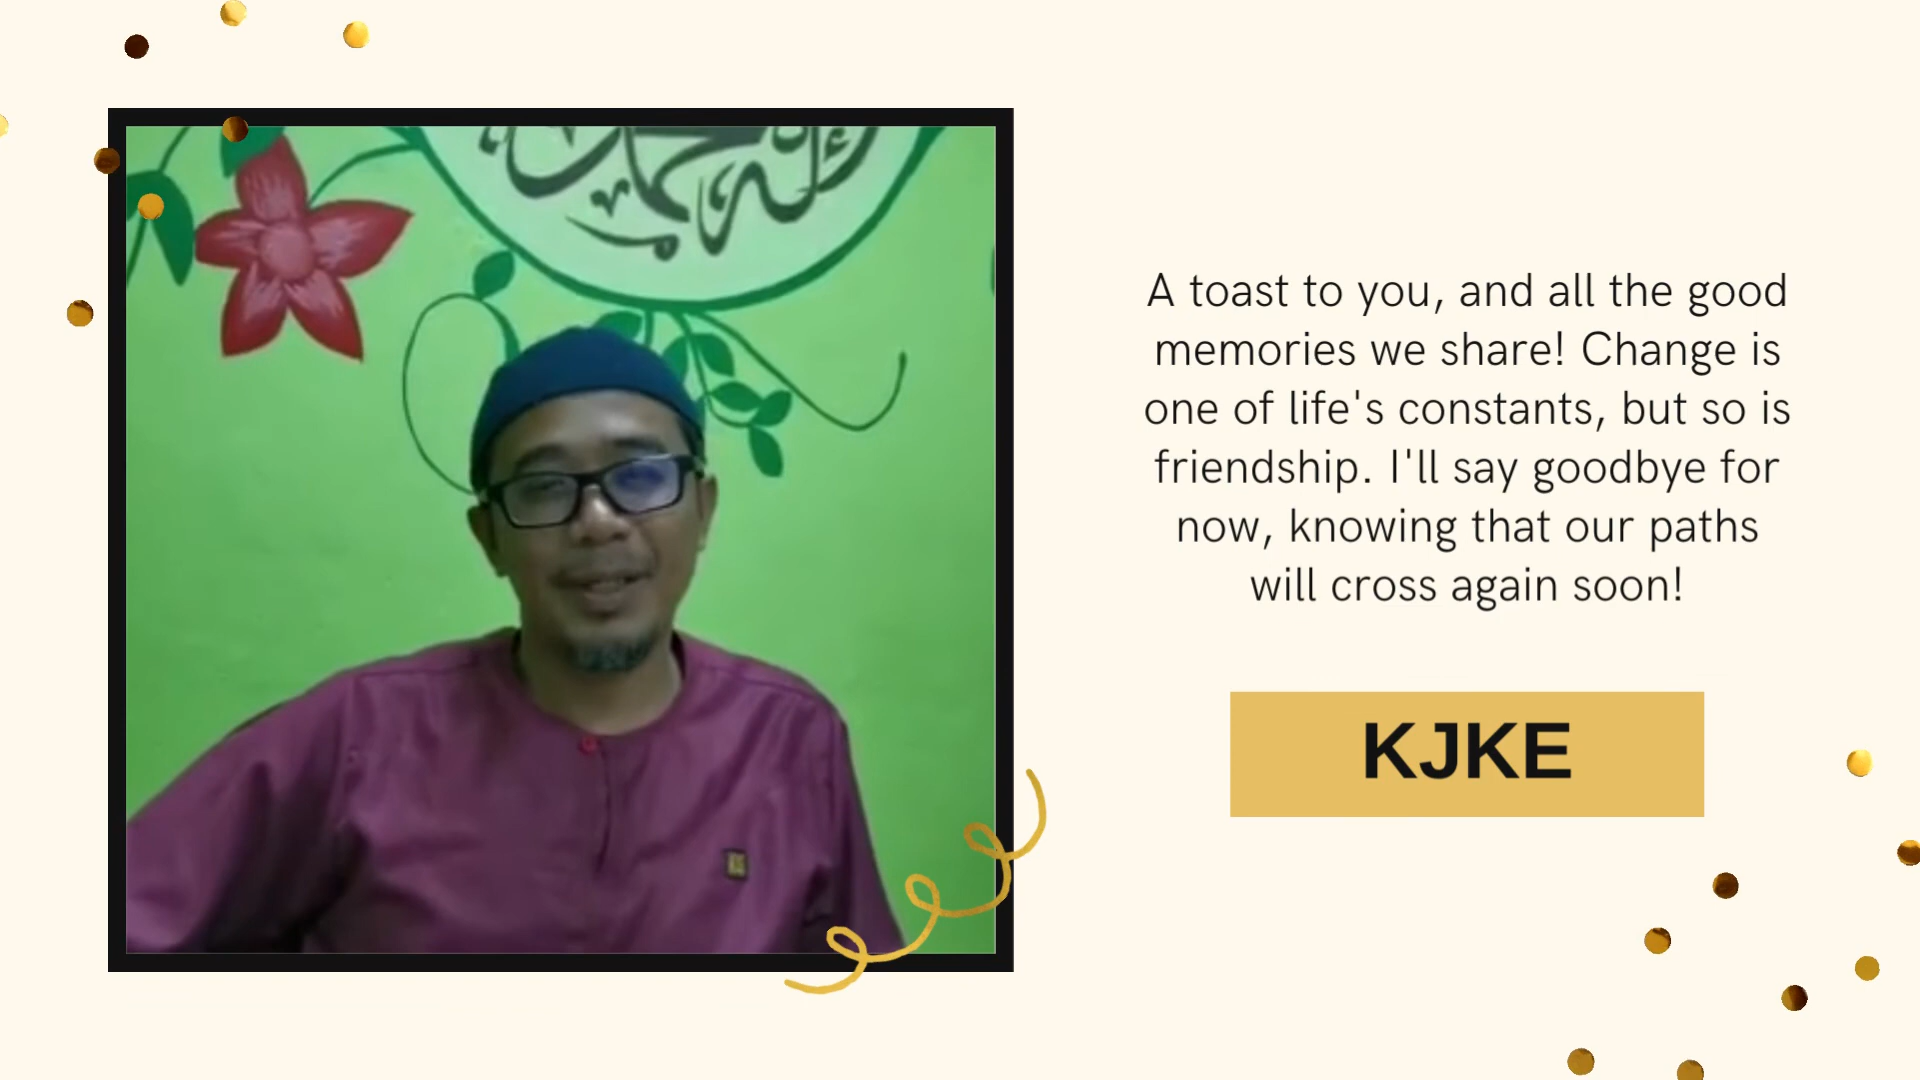 A toast to you, and all the good
memories we share! Change is
one of life's constants, but so is
friendship. I'll say goodbye for
now, knowing that our paths
will cross again soon!
KJKE